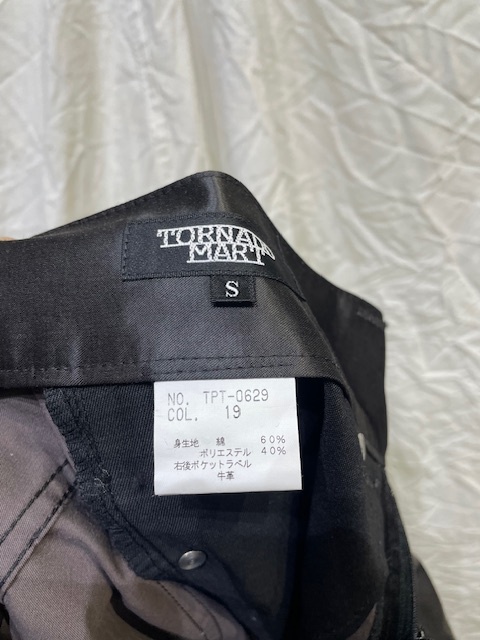 TORNADO
MART
S
NO. TPT-0629
COL. 19
身生地 綿 60%
ポリエステル 40%
右後ポケットラベル
牛革